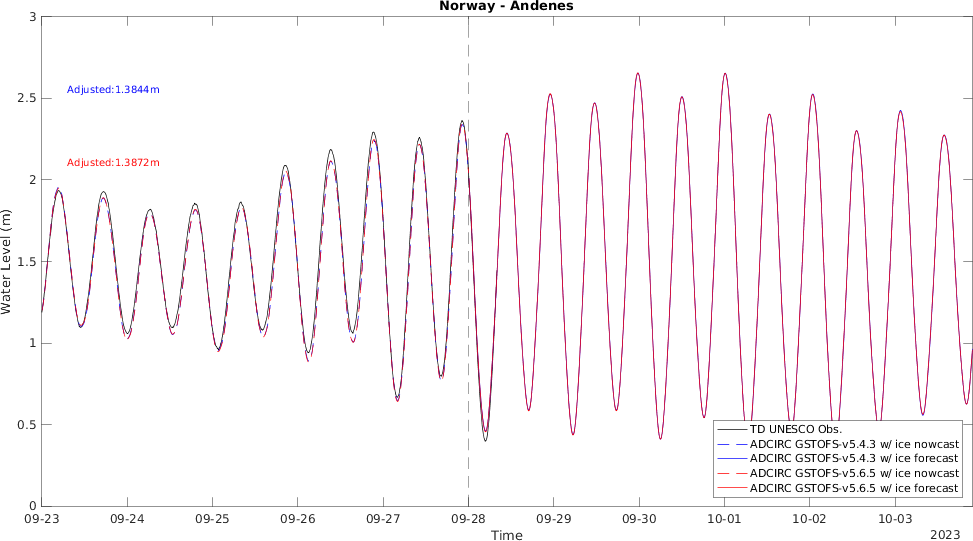 Norway - Andenes
3
2.5
2
1.5
1
0.5
0
Water Level (m)
Adjusted:1.3844m
Adjusted:1.3872m
TD UNESCO Obs.
ADCIRC GSTOFS-v5.4.3 w/ ice nowcast
ADCIRC GSTOFS-v5.4.3 w/ ice forecast
ADCIRC GSTOFS-v5.6.5 w/ ice nowcast
ADCIRC GSTOFS-v5.6.5 w/ ice forecast
09-23 09-24 09-25 09-26 09-27 09-28 09-29 09-30 10-01 10-02 10-03
Time
2023